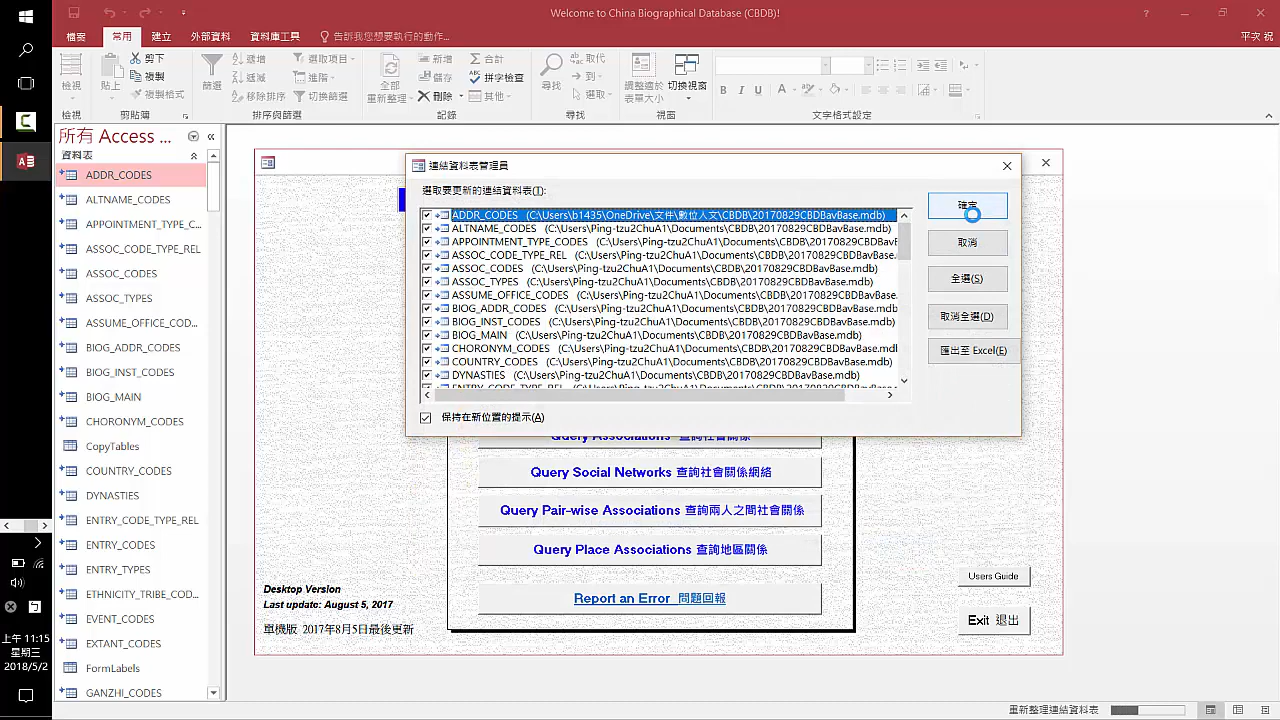 Welcome to China Biographical Database (CBDB)!
檔案 常用 建立 外部資料 資料庫工具 告訴我您想要執行的動作... 平次 祝
檢視 貼上 剪下 複製 複製格式 篩選 遞增 遞減 移除排序 選取項目 進階 切換篩選 全部重新整理 新增 儲存 刪除 合計 拼字檢查 其他 尋找 取代 到 選取 調整適於表單大小 切換視窗
B I U A
檢視 剪貼簿 排序與篩選 記錄 尋找 視窗 文字格式設定
所有 Access ...
資料表
ADDR_CODES
ALTNAME_CODES
APPOINTMENT_TYPE_C...
ASSOC_CODE_TYPE_REL
ASSOC_CODES
ASSOC_TYPES
ASSUME_OFFICE_COD...
BIOG_ADDR_CODES
BIOG_INST_CODES
BIOG_MAIN
CHORONYM_CODES
CopyTables
COUNTRY_CODES
DYNASTIES
ENTRY_CODE_TYPE_REL
ENTRY_CODES
ENTRY_TYPES
ETHNICITY_TRIBE_COD...
EVENT_CODES
EXTANT_CODES
FormLabels
GANZHI_CODES
連結資料表管理員
選取要更新的連結資料表(T):
ADDR_CODES (C:\Users\b1435\OneDrive\文件\數位人文\CBDB\20170829CBDBavBase.mdb)
ALTNAME_CODES (C:\Users\Ping-tzu2ChuA1\Documents\CBDB\20170829CBDBavBase.mdb)
APPOINTMENT_TYPE_CODES (C:\Users\Ping-tzu2ChuA1\Documents\CBDB\20170829CBDBavB
ASSOC_CODE_TYPE_REL (C:\Users\Ping-tzu2ChuA1\Documents\CBDB\20170829CBDBavBase
ASSOC_CODES (C:\Users\Ping-tzu2ChuA1\Documents\CBDB\20170829CBDBavBase.mdb)
ASSOC_TYPES (C:\Users\Ping-tzu2ChuA1\Documents\CBDB\20170829CBDBavBase.mdb)
ASSUME_OFFICE_CODES (C:\Users\Ping-tzu2ChuA1\Documents\CBDB\20170829CBDBavBase.
BIOG_ADDR_CODES (C:\Users\Ping-tzu2ChuA1\Documents\CBDB\20170829CBDBavBase.mdb
BIOG_INST_CODES (C:\Users\Ping-tzu2ChuA1\Documents\CBDB\20170829CBDBavBase.mdb)
BIOG_MAIN (C:\Users\Ping-tzu2ChuA1\Documents\CBDB\20170829CBDBavBase.mdb)
CHORONYM_CODES (C:\Users\Ping-tzu2ChuA1\Documents\CBDB\20170829CBDBavBase.mdb
COUNTRY_CODES (C:\Users\Ping-tzu2ChuA1\Documents\CBDB\20170829CBDBavBase.mdb)
DYNASTIES (C:\Users\Ping-tzu2ChuA1\Documents\CBDB\20170829CBDBavBase.mdb)
確定
取消
全選(S)
取消全選(D)
匯出至 Excel(E)
保持在新位置的提示(A)
Query Associations 查詢社會關係
Query Social Networks 查詢社會關係網絡
Query Pair-wise Associations 查詢兩人之間社會關係
Query Place Associations 查詢地區關係
Report an Error 問題回報
Desktop Version
Last update: August 5, 2017
單機版 2017年8月5日最後更新
Users Guide
Exit 退出
上午 11:15
星期三
2018/5/2
重新整理連結資料表